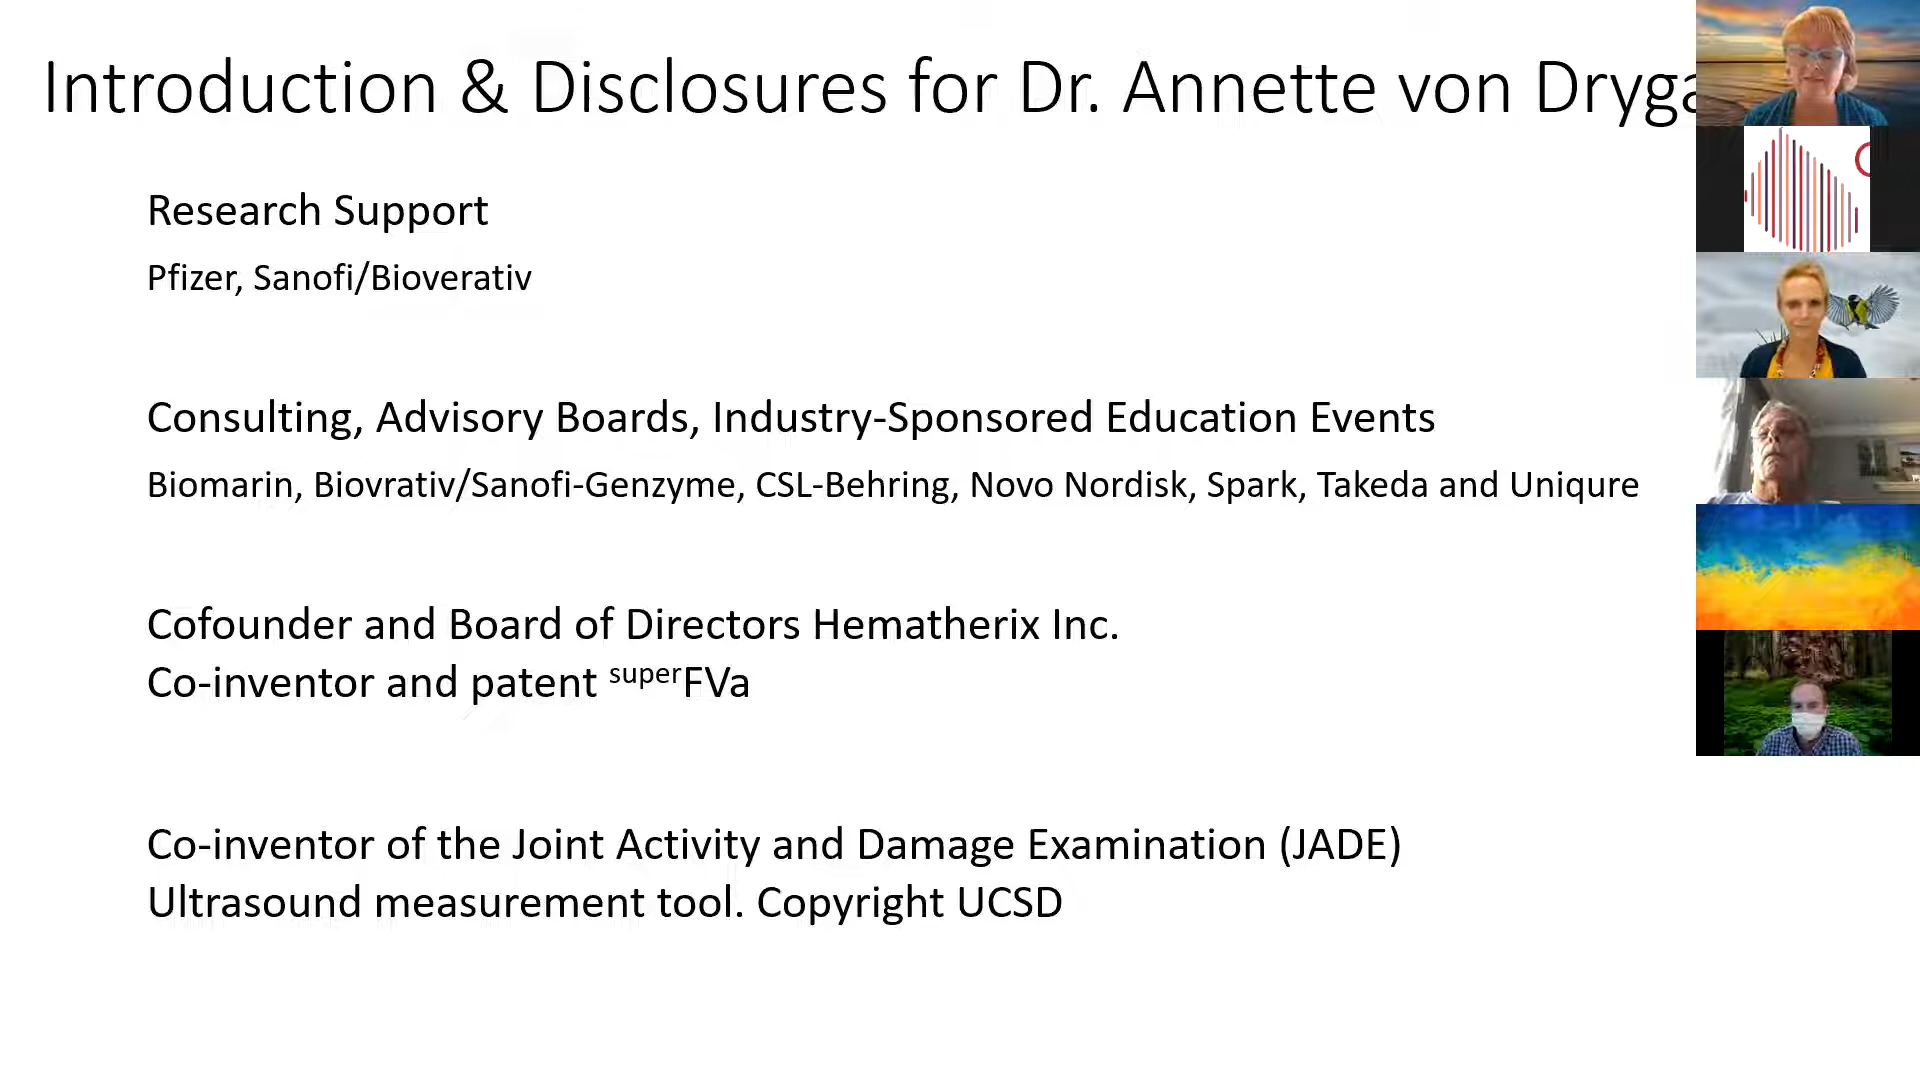 Introduction & Disclosures for Dr. Annette von Dryga
Research Support
Pfizer, Sanofi/Bioverativ
Consulting, Advisory Boards, Industry-Sponsored Education Events
Biomarin, Biovrativ/Sanofi-Genzyme, CSL-Behring, Novo Nordisk, Spark, Takeda and Uniqure
Cofounder and Board of Directors Hematherix Inc.
Co-inventor and patent superFVa
Co-inventor of the Joint Activity and Damage Examination (JADE)
Ultrasound measurement tool. Copyright UCSD